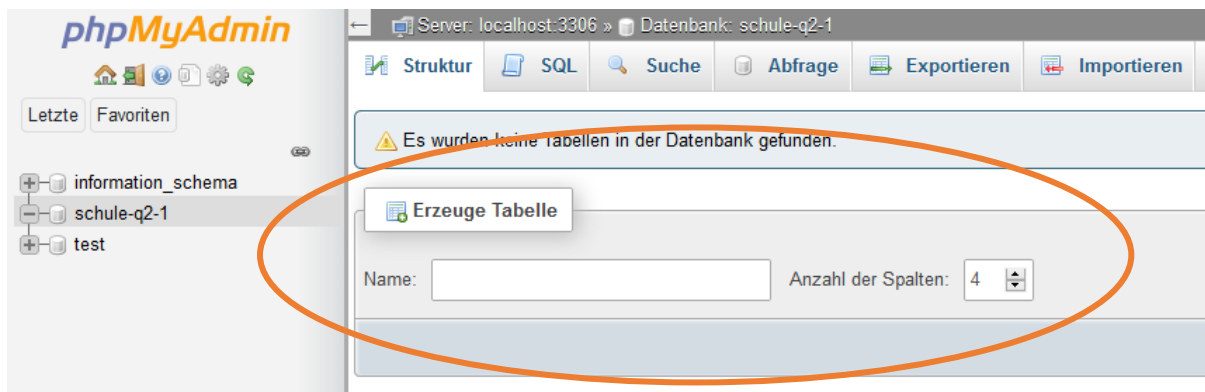 phpMyAdmin
Letzte Favoriten
information_schema
schule-q2-1
test
← Server: localhost:3306 » Datenbank: schule-q2-1
Struktur SQL Suche Abfrage Exportieren Importieren
Es wurden keine Tabellen in der Datenbank gefunden.
Erzeuge Tabelle
Name: Anzahl der Spalten: 4